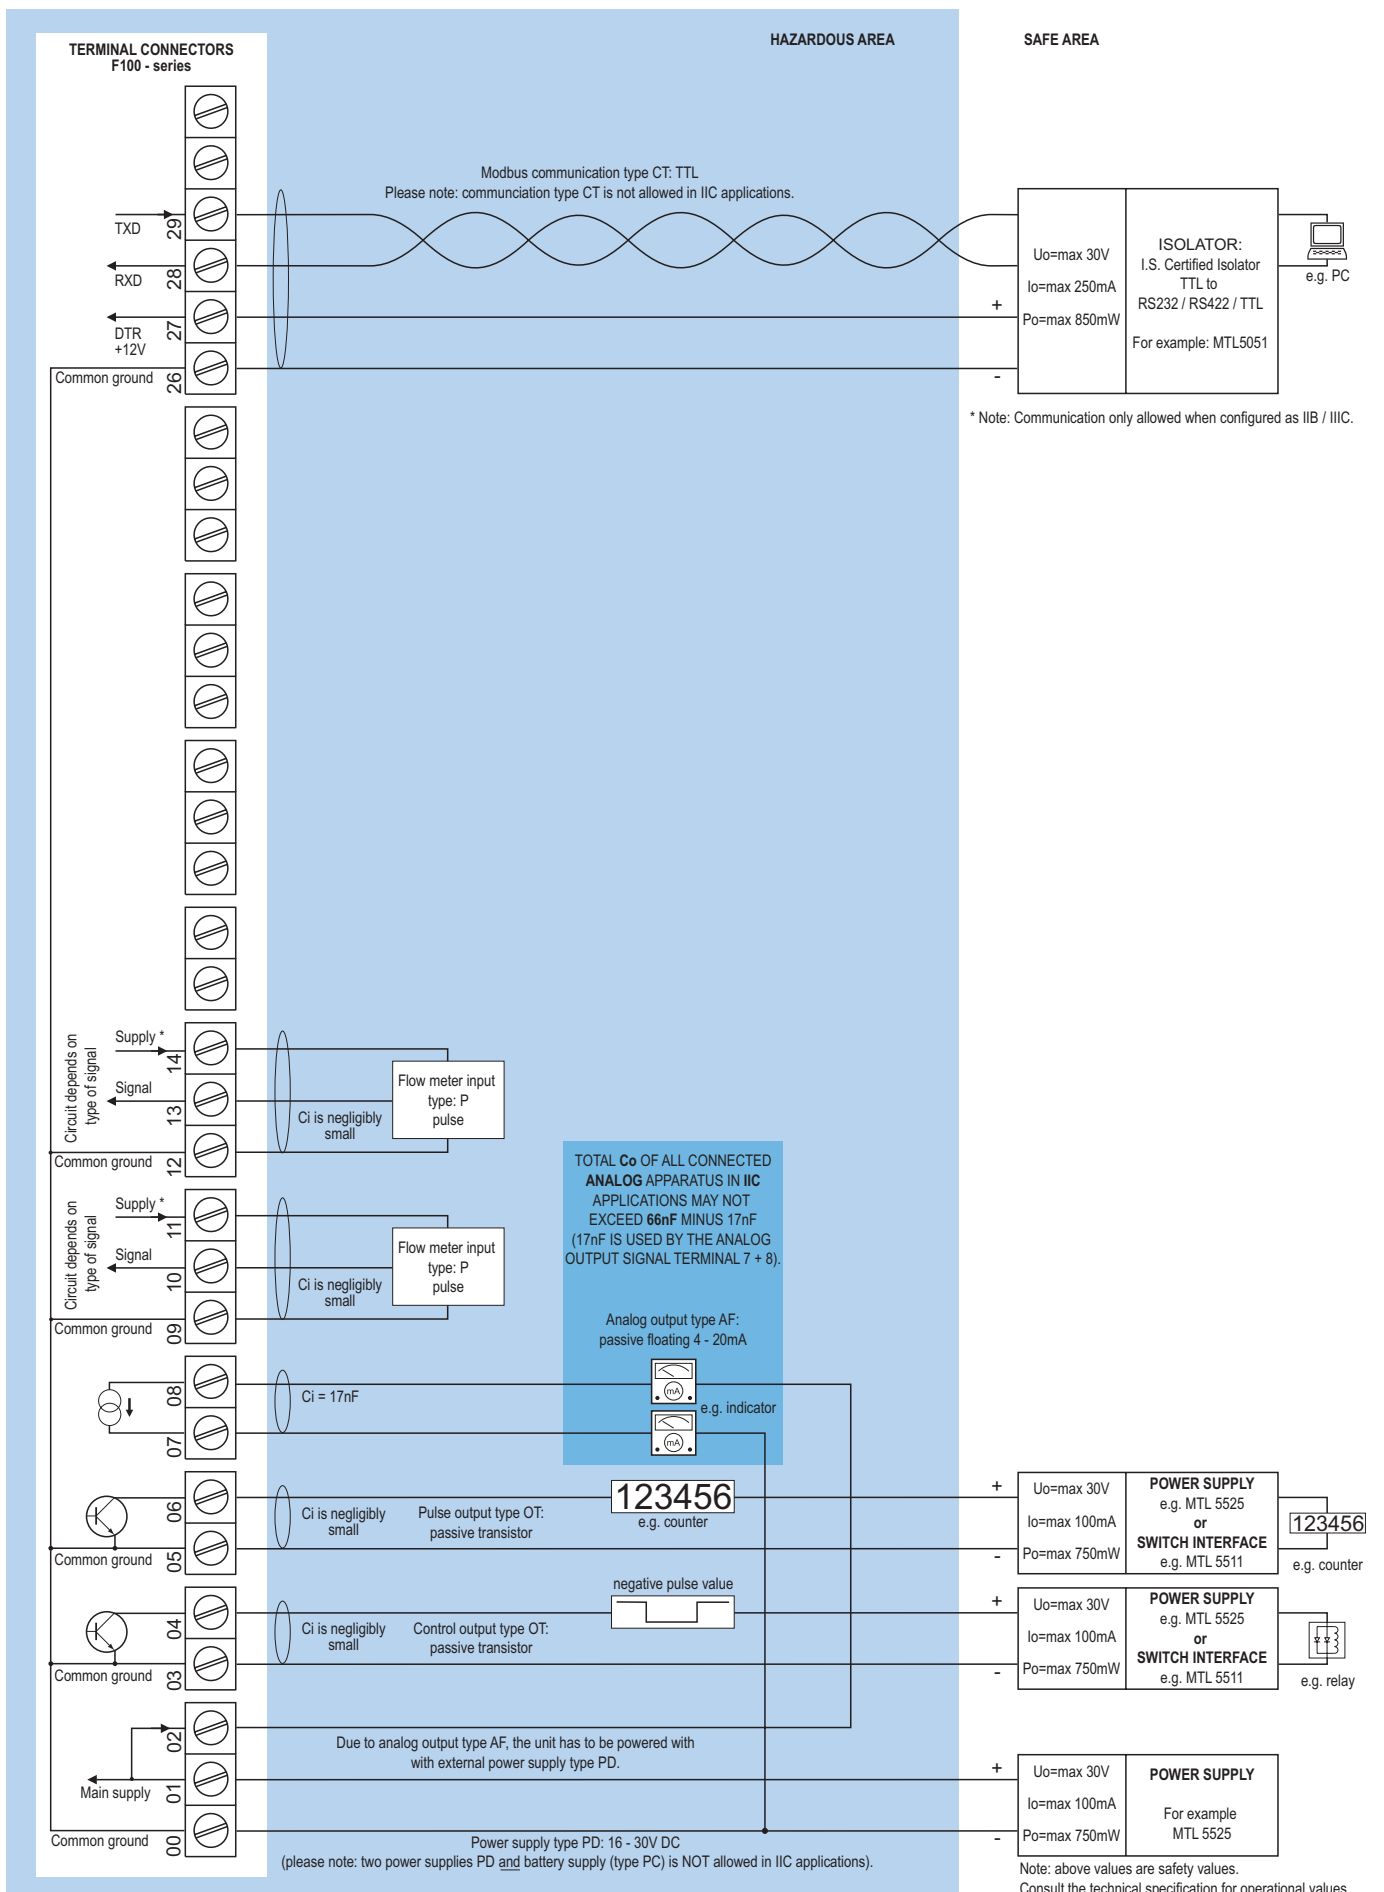 HAZARDOUS AREA
SAFE AREA
TERMINAL CONNECTORS
F100 - series
Modbus communication type CT: TTL
Please note: communciation type CT is not allowed in IIC applications.
TXD
29
RXD
28
DTR
+12V
27
Common ground
26
+
-
Uo=max 30V
Io=max 250mA
Po=max 850mW
ISOLATOR:
I.S. Certified Isolator
TTL to
RS232 / RS422 / TTL
For example: MTL5051
e.g. PC
* Note: Communication only allowed when configured as IIB / IIIC.
Circuit depends on
type of signal
Supply *
14
Signal
13
Common ground
12
Ci is negligibly
small
Flow meter input
type: P
pulse
Circuit depends on
type of signal
Supply *
11
Signal
10
Common ground
09
Ci is negligibly
small
Flow meter input
type: P
pulse
TOTAL Co OF ALL CONNECTED
ANALOG APPARATUS IN IIC
APPLICATIONS MAY NOT
EXCEED 66nF MINUS 17nF
(17nF IS USED BY THE ANALOG
OUTPUT SIGNAL TERMINAL 7 + 8).
Analog output type AF:
passive floating 4 - 20mA
mA
e.g. indicator
mA
08
07
Ci = 17nF
06
Common ground
05
Ci is negligibly
small
Pulse output type OT:
passive transistor
123456
e.g. counter
+
-
Uo=max 30V
Io=max 100mA
Po=max 750mW
POWER SUPPLY
e.g. MTL 5525
or
SWITCH INTERFACE
e.g. MTL 5511
123456
e.g. counter
04
Common ground
03
Ci is negligibly
small
Control output type OT:
passive transistor
negative pulse value
+
-
Uo=max 30V
Io=max 100mA
Po=max 750mW
POWER SUPPLY
e.g. MTL 5525
or
SWITCH INTERFACE
e.g. MTL 5511
e.g. relay
02
Due to analog output type AF, the unit has to be powered with
with external power supply type PD.
Main supply
01
Common ground
00
Power supply type PD: 16 - 30V DC
(please note: two power supplies PD and battery supply (type PC) is NOT allowed in IIC applications).
+
-
Uo=max 30V
Io=max 100mA
Po=max 750mW
POWER SUPPLY
For example
MTL 5525
Note: above values are safety values.
Consult the technical specification for operational values